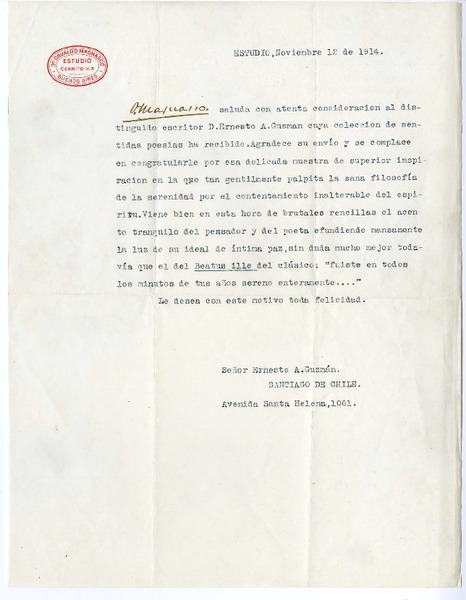 ESTUDIO,Noviembre 12 de 1914.
DR OSVALDO MAGNASCO
ESTUDIO
CERRITO 313
BUENOS AIRES
O. Magnasco. saluda con atenta consideracion al dis-
tinguido escritor D.Ernesto A.Guzman cuya coleccion de sen-
tidas poesias ha recibido.Agradece su envío y se complace
en congratularle por esa delicada muestra de superior inspi-
racion en la que tan gentilmente palpita la sana filosofía
de la serenidad por el contentamiento inalterable del espí-
ritu.Viene bien en esta hora de brutales rencillas el acen-
to tranquilo del pensador y del poeta efundiendo mansamente
la luz de su ideal de íntima paz,sin duda mucho mejor toda-
vía que el del Beatus ille del clásico: "fuiste en todos
los minutos de tus años sereno enteramente...."
Le desea con este motivo toda felicidad.
Señor Ernesto A.Guzmán.
SANTIAGO DE CHILE.
Avenida Santa Helena,1061.